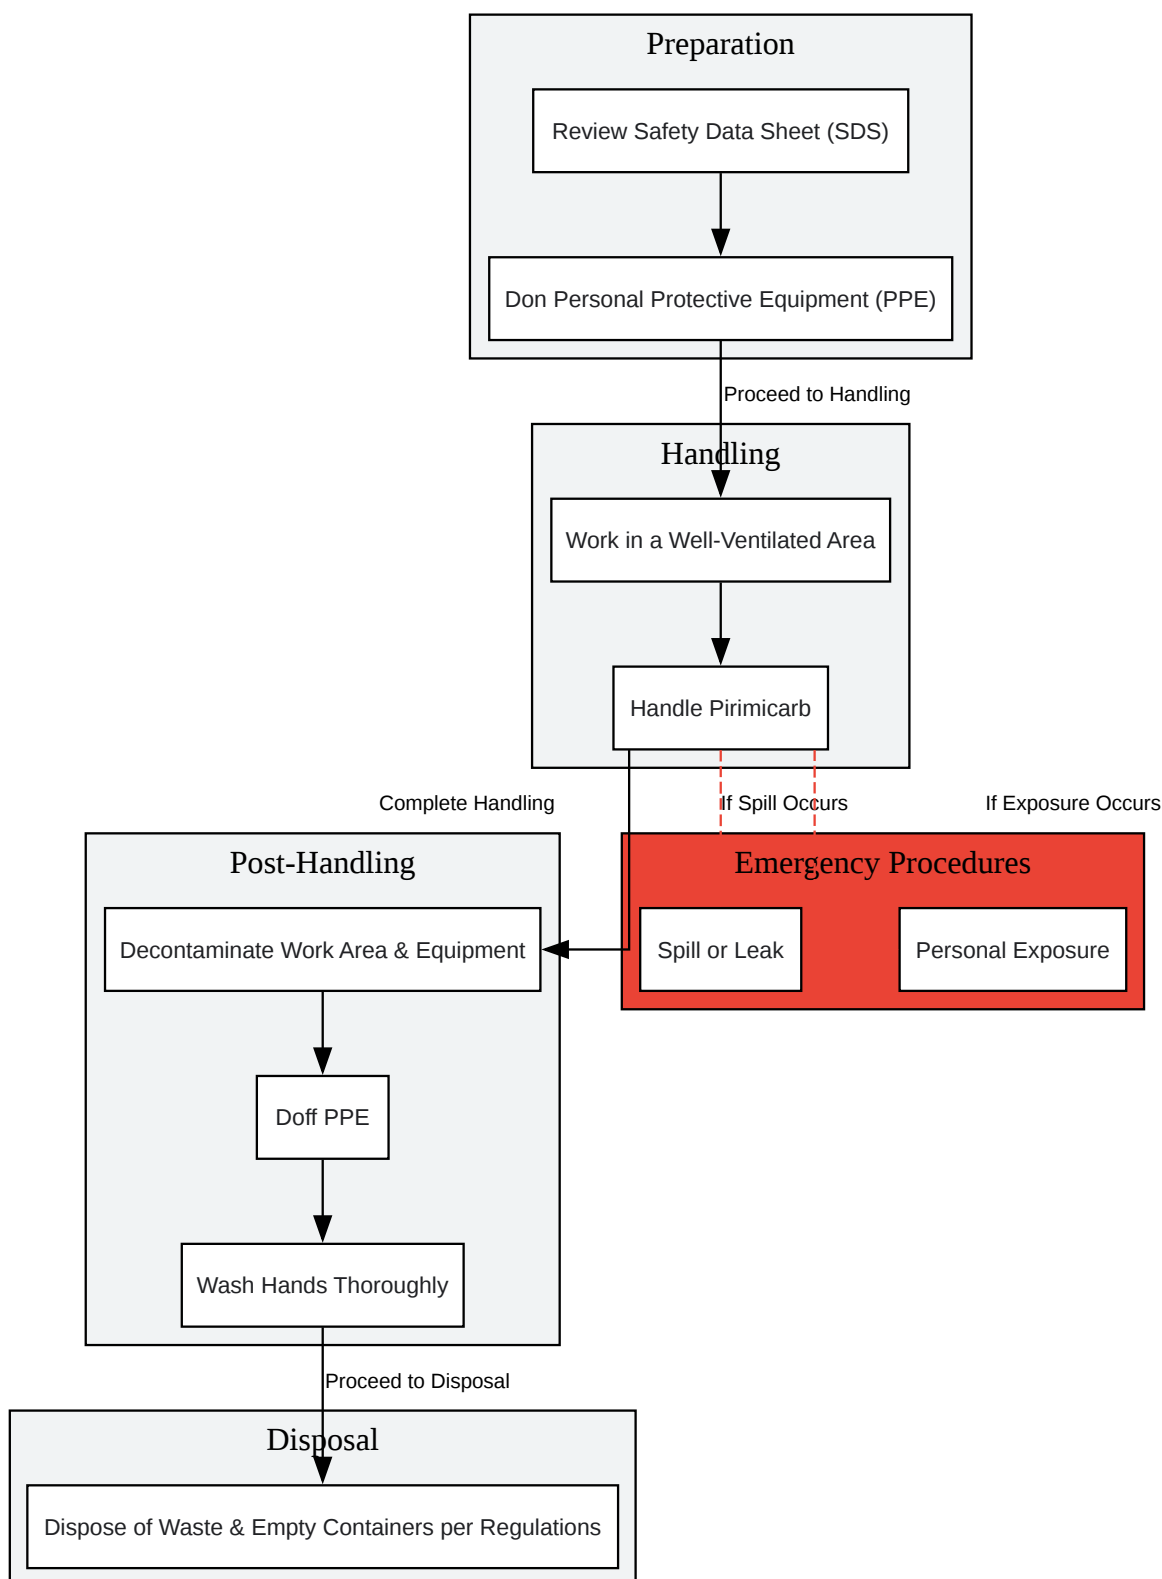 Preparation
Review Safety Data Sheet (SDS)
Don Personal Protective Equipment (PPE)
Proceed to Handling
Handling
Work in a Well-Ventilated Area
Handle Pirimicarb
Complete Handling
If Spill Occurs
If Exposure Occurs
Post-Handling
Emergency Procedures
Decontaminate Work Area & Equipment
Spill or Leak
Personal Exposure
Doff PPE
Wash Hands Thoroughly
Proceed to Disposal
Disposal
Dispose of Waste & Empty Containers per Regulations